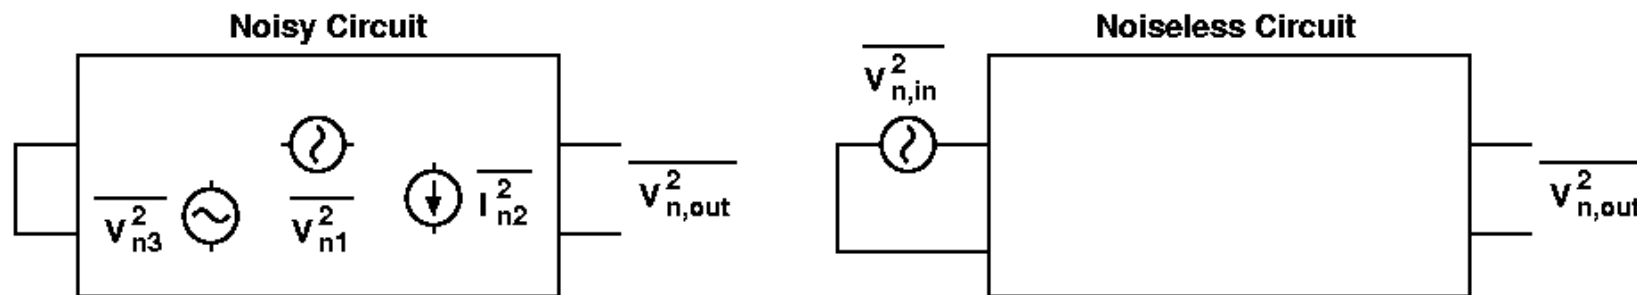 Noisy Circuit
V²n3
V²n1
I²n2
V²n,out
Noiseless Circuit
V²n,in
V²n,out